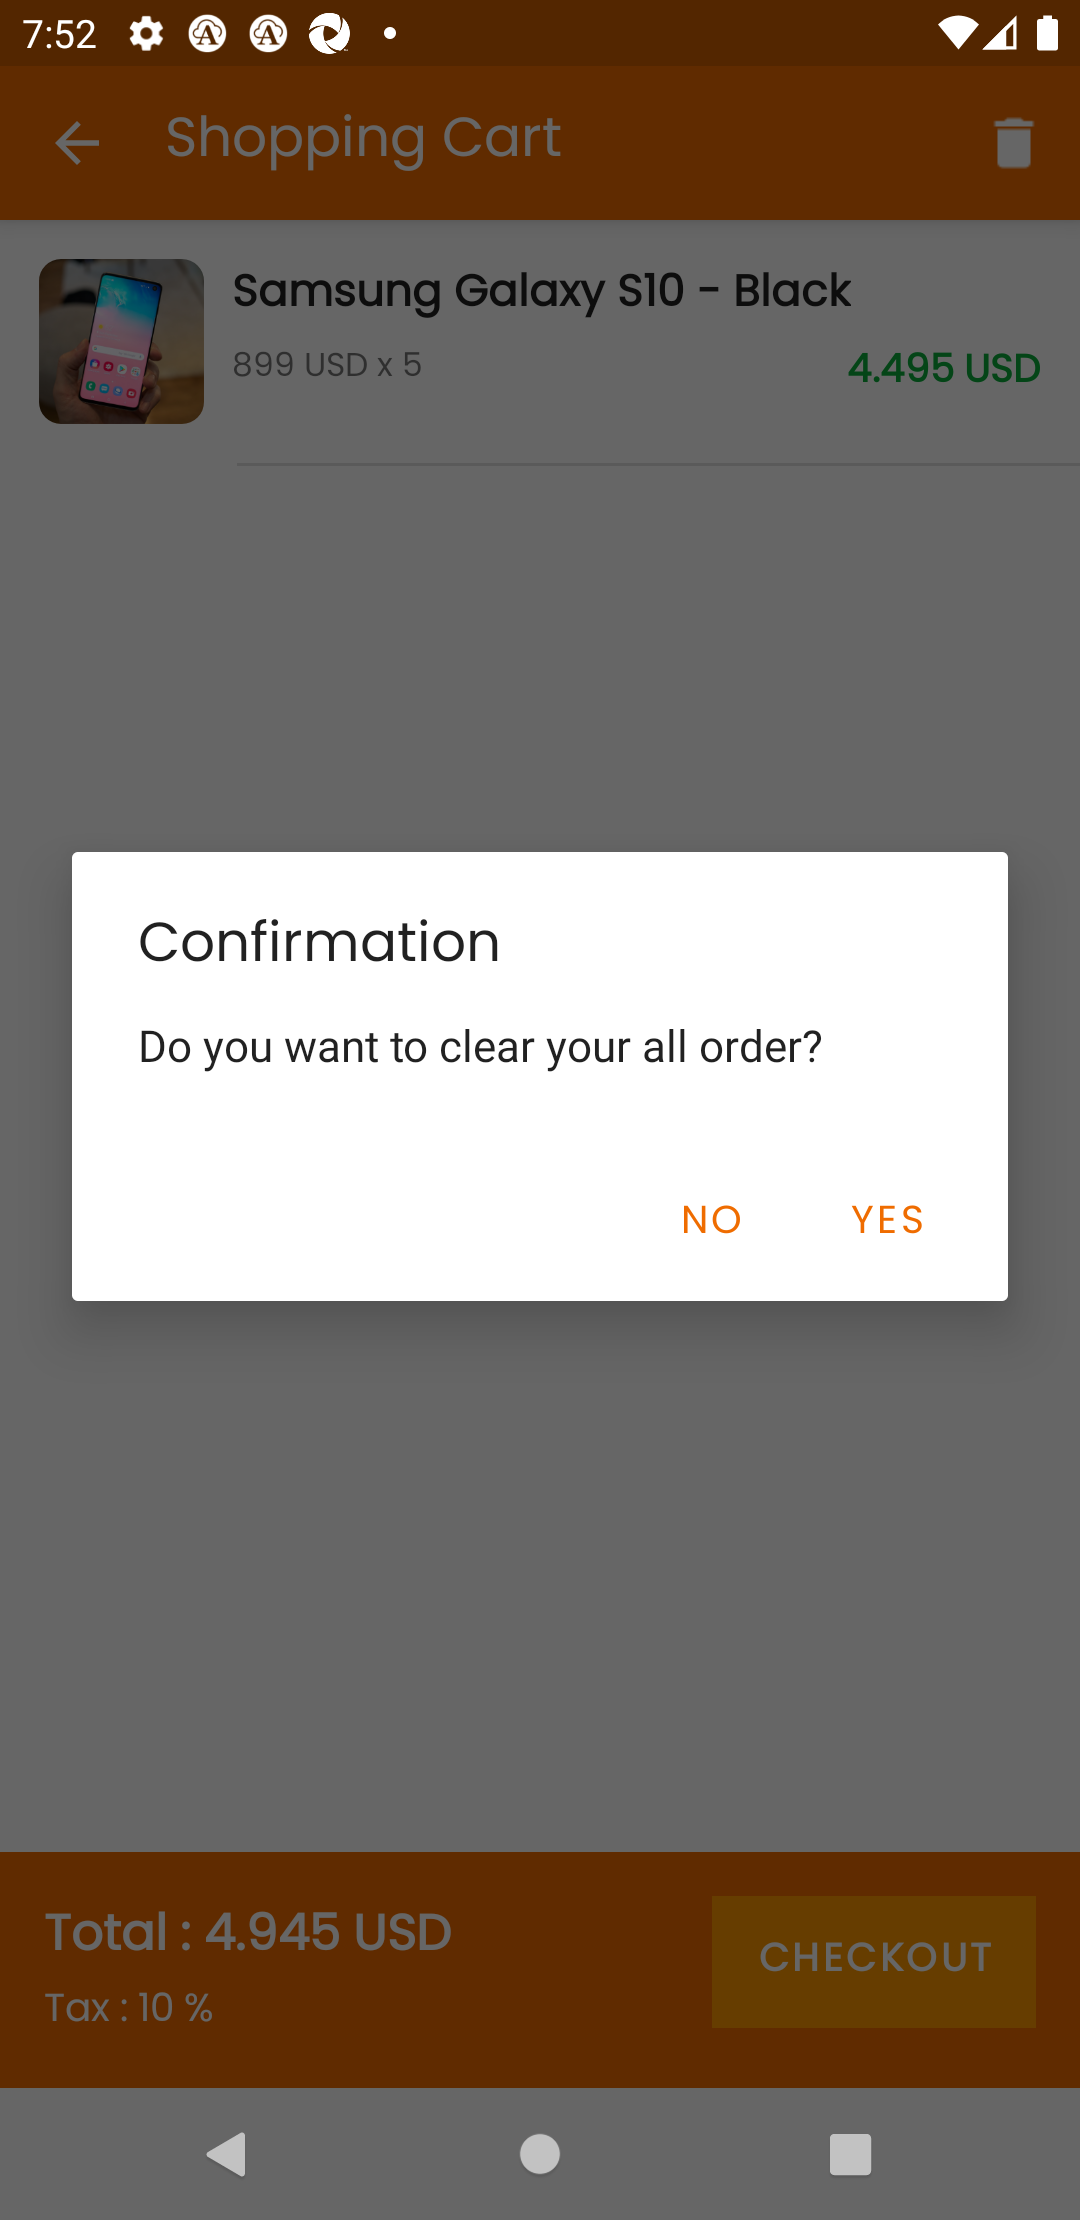 7:52
Shopping Cart
Samsung Galaxy S10 - Black
899 USD x 5
4.495 USD
Confirmation
Do you want to clear your all order?
NO
YES
Total : 4.945 USD
CHECKOUT
Tax : 10 %